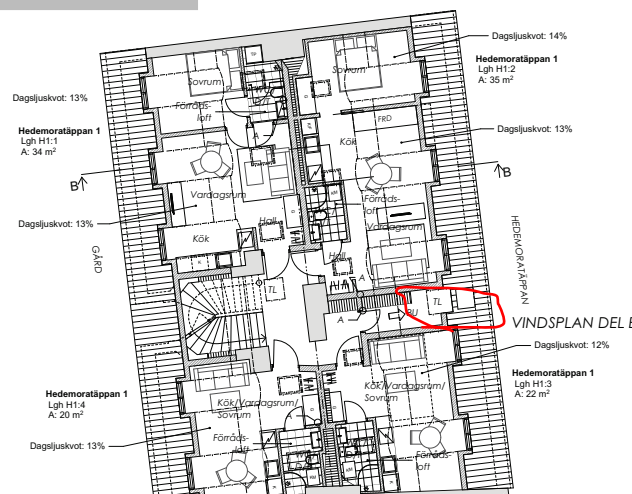 Dagsljuskvot: 14%
Hedemoratäppan 1
Lgh H1:2
A: 35 m²
Sovrum
Sovrum
Dagsljuskvot: 13%
Förråds-
loft
FRD
Dagsljuskvot: 13%
Hedemoratäppan 1
Lgh H1:1
A: 34 m²
A
Kök
B
B
Vardagsrum
Förråds-
loft
KM
Dagsljuskvot: 13%
Hall
Vardagsrum
Kök
K
GÅRD
Hall
HEDEMORATÄPPAN
A
TL
TL
A
VINDSPLAN DEL B
Dagsljuskvot: 12%
Hedemoratäppan 1
Lgh H1:3
A: 22 m²
Hedemoratäppan 1
Lgh H1:4
A: 20 m²
Kök/Vardagsrum/
Sovrum
Kök/Vardagsrum/
Sovrum
A
Dagsljuskvot: 13%
Förråds-
loft
Förråds-
loft
KM